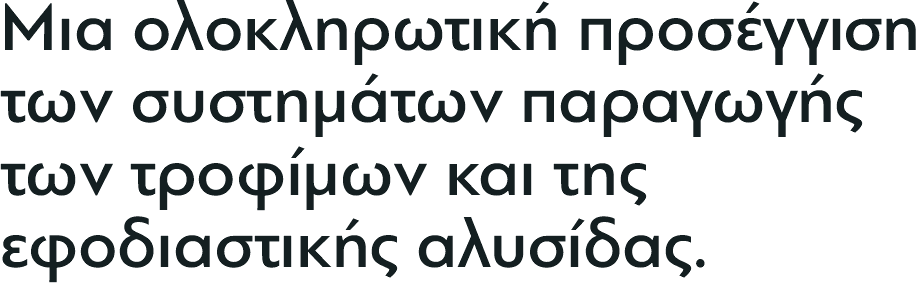 Μια ολοκληρωτική προσέγγιση
των συστημάτων παραγωγής
των τροφίμων και της
εφοδιαστικής αλυσίδας.